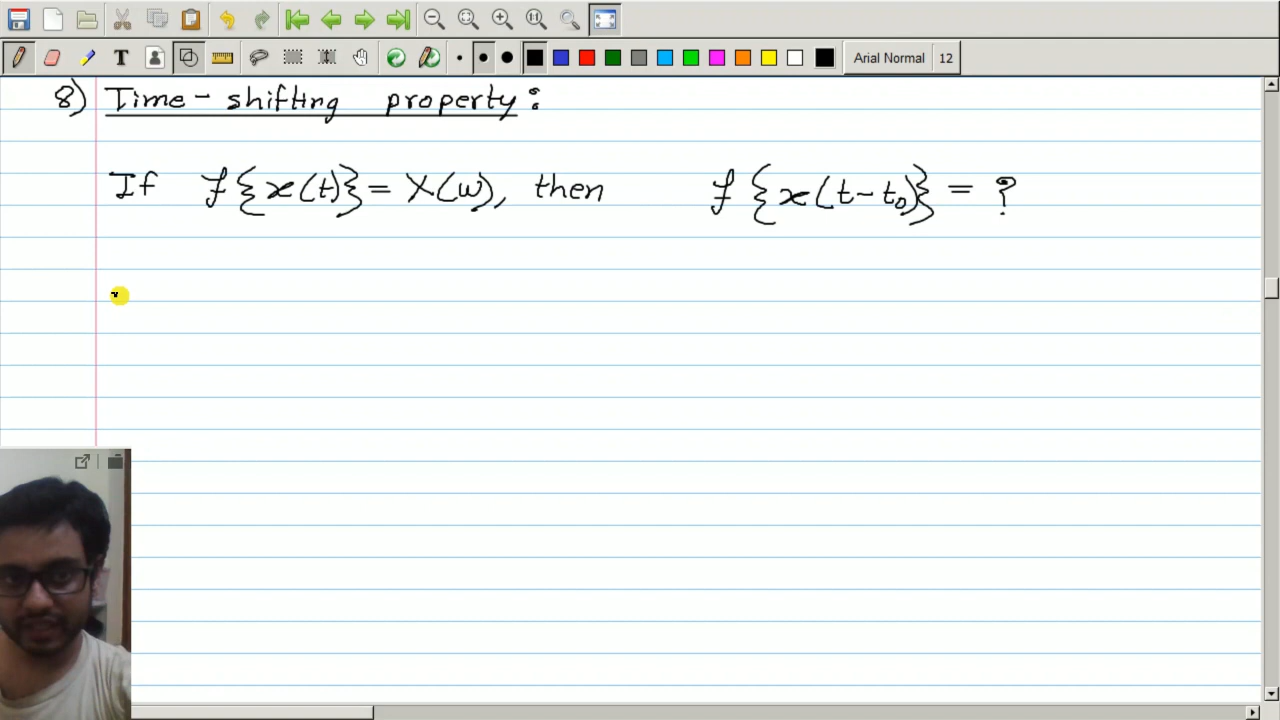 Arial Normal 12
8) Time-shifting property:
If ℱ{x(t)} = X(ω), then ℱ{x(t-t₀)} = ?